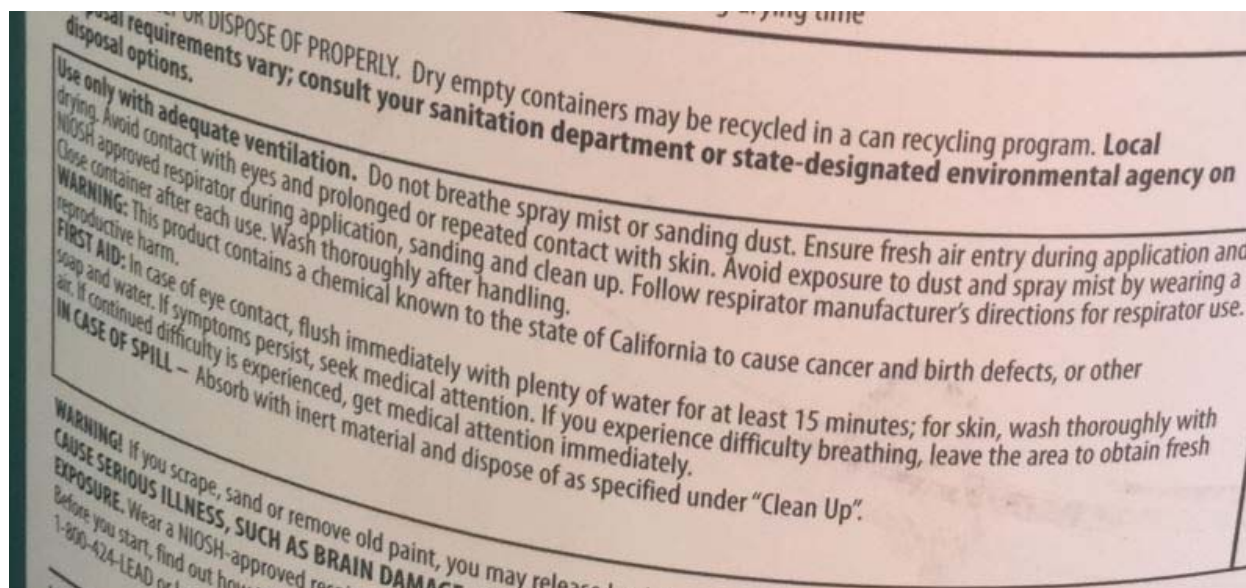 drying time
OR DISPOSE OF PROPERLY. Dry empty containers may be recycled in a can recycling program. Local
requirements vary; consult your sanitation department or state-designated environmental agency on
disposal options.
Use only with adequate ventilation. Do not breathe spray mist or sanding dust. Ensure fresh air entry during application and
drying. Avoid contact with eyes and prolonged or repeated contact with skin. Avoid exposure to dust and spray mist by wearing a
NIOSH approved respirator during application, sanding and clean up. Follow respirator manufacturer's directions for respirator use.
Close container after each use. Wash thoroughly after handling.
WARNING: This product contains a chemical known to the state of California to cause cancer and birth defects, or other
reproductive harm.
FIRST AID: In case of eye contact, flush immediately with plenty of water for at least 15 minutes; for skin, wash thoroughly with
soap and water. If symptoms persist, seek medical attention. If you experience difficulty breathing, leave the area to obtain fresh
air. If continued difficulty is experienced, get medical attention immediately.
IN CASE OF SPILL – Absorb with inert material and dispose of as specified under "Clean Up".
WARNING! If you scrape, sand or remove old paint, you may release
CAUSE SERIOUS ILLNESS, SUCH AS BRAIN DAMAGE
EXPOSURE. Wear a NIOSH-approved
Before you start, find out how
1-800-424-LEAD or